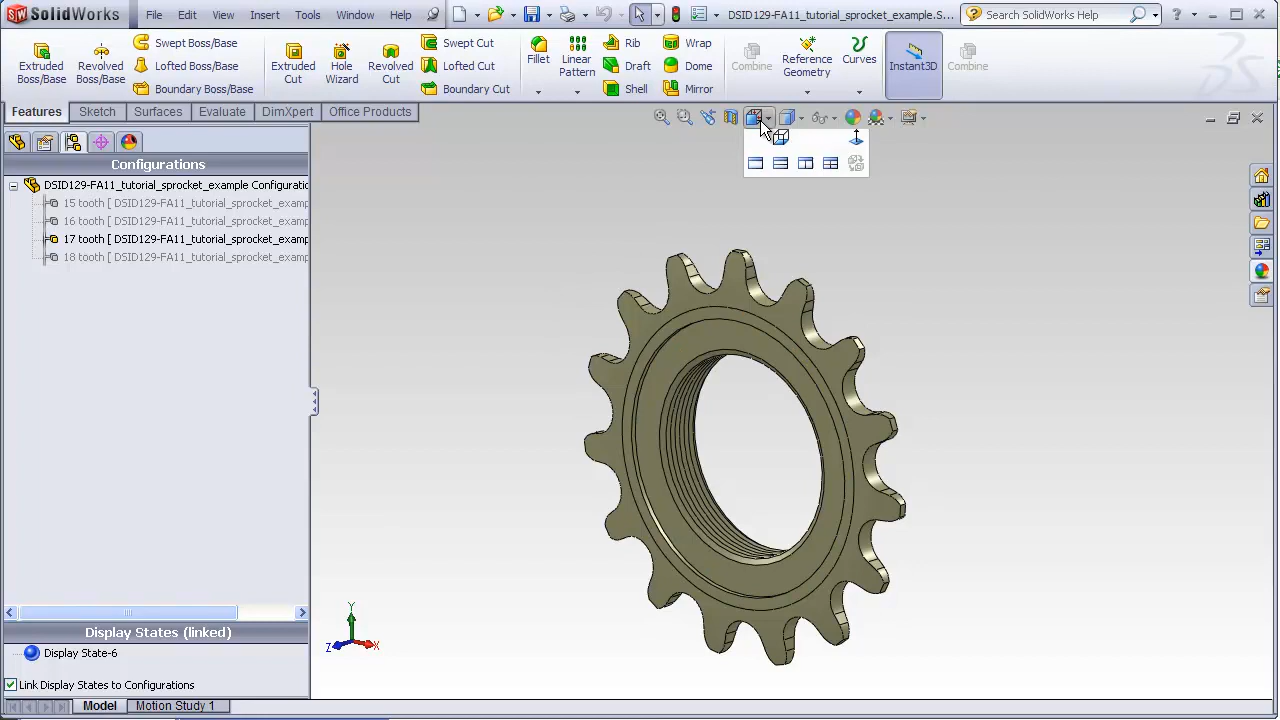 SolidWorks File Edit View Insert Tools Window Help DSID129-FA11_tutorial_sprocket_example.S... Search SolidWorks Help
Extruded Boss/Base
Revolved Boss/Base
Swept Boss/Base
Lofted Boss/Base
Boundary Boss/Base
Extruded Cut
Hole Wizard
Revolved Cut
Swept Cut
Lofted Cut
Boundary Cut
Fillet
Linear Pattern
Rib
Draft
Shell
Wrap
Dome
Mirror
Combine
Reference Geometry
Curves
Instant3D
Combine
Features Sketch Surfaces Evaluate DimXpert Office Products
Configurations
DSID129-FA11_tutorial_sprocket_example Configuratio
15 tooth [ DSID129-FA11_tutorial_sprocket_examp
16 tooth [ DSID129-FA11_tutorial_sprocket_examp
17 tooth [ DSID129-FA11_tutorial_sprocket_examp
18 tooth [ DSID129-FA11_tutorial_sprocket_examp
Y
Z X
Display States (linked)
Display State-6
Link Display States to Configurations
Model Motion Study 1